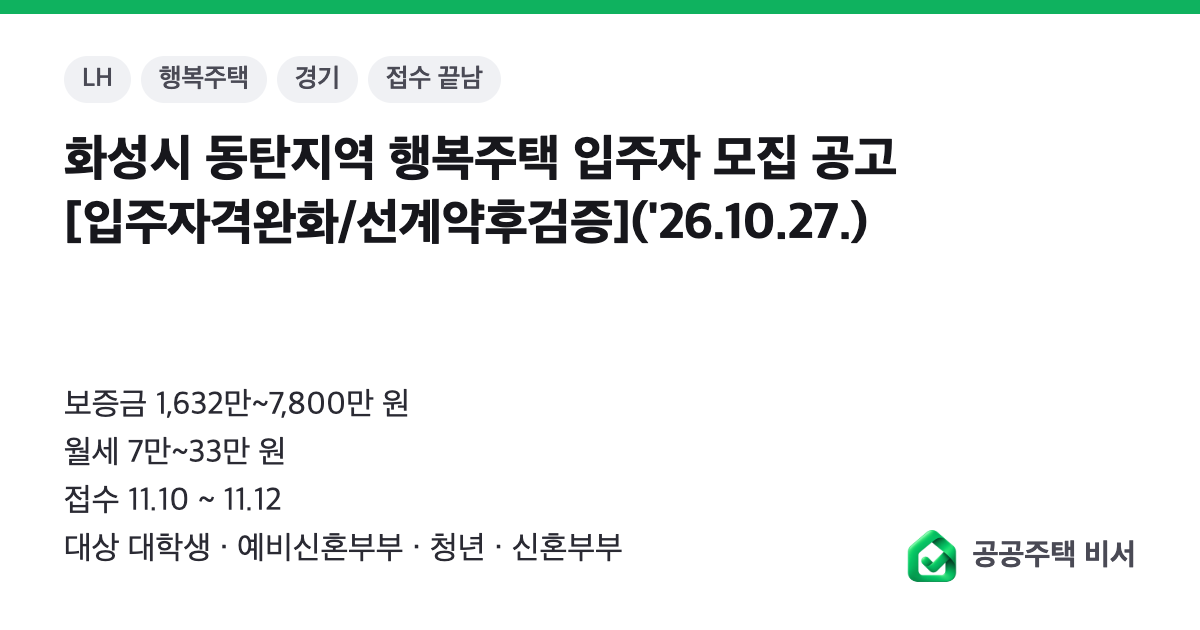 LH 행복주택 경기 접수 끝남
화성시 동탄지역 행복주택 입주자 모집 공고
[입주자격완화/선계약후검증]('26.10.27.)
보증금 1,632만~7,800만 원
월세 7만~33만 원
접수 11.10 ~ 11.12
대상 대학생 · 예비신혼부부 · 청년 · 신혼부부
공공주택 비서